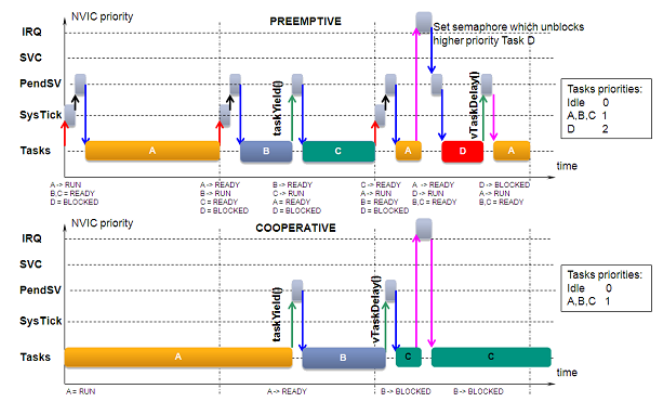 NVIC priority
PREEMPTIVE
Set semaphore which unblocks
higher priority Task D
IRQ
SVC
PendSV
SysTick
Tasks
taskYield()
vTaskDelay()
A
B
C
A
D
A
time
Tasks priorities:
Idle 0
A,B,C 1
D 2
A -> RUN
B,C = READY
D = BLOCKED
A -> READY
B -> RUN
C = READY
D = BLOCKED
B -> READY
C -> RUN
A = READY
D = BLOCKED
C -> READY
A -> RUN
B = READY
D = BLOCKED
A -> READY
D -> RUN
B,C = READY
D -> BLOCKED
A -> RUN
B,C = READY
NVIC priority
COOPERATIVE
IRQ
SVC
PendSV
SysTick
Tasks
taskYield()
vTaskDelay()
A
B
C
C
time
Tasks priorities:
Idle 0
A,B,C 1
A = RUN
A -> READY
B -> BLOCKED
B -> BLOCKED